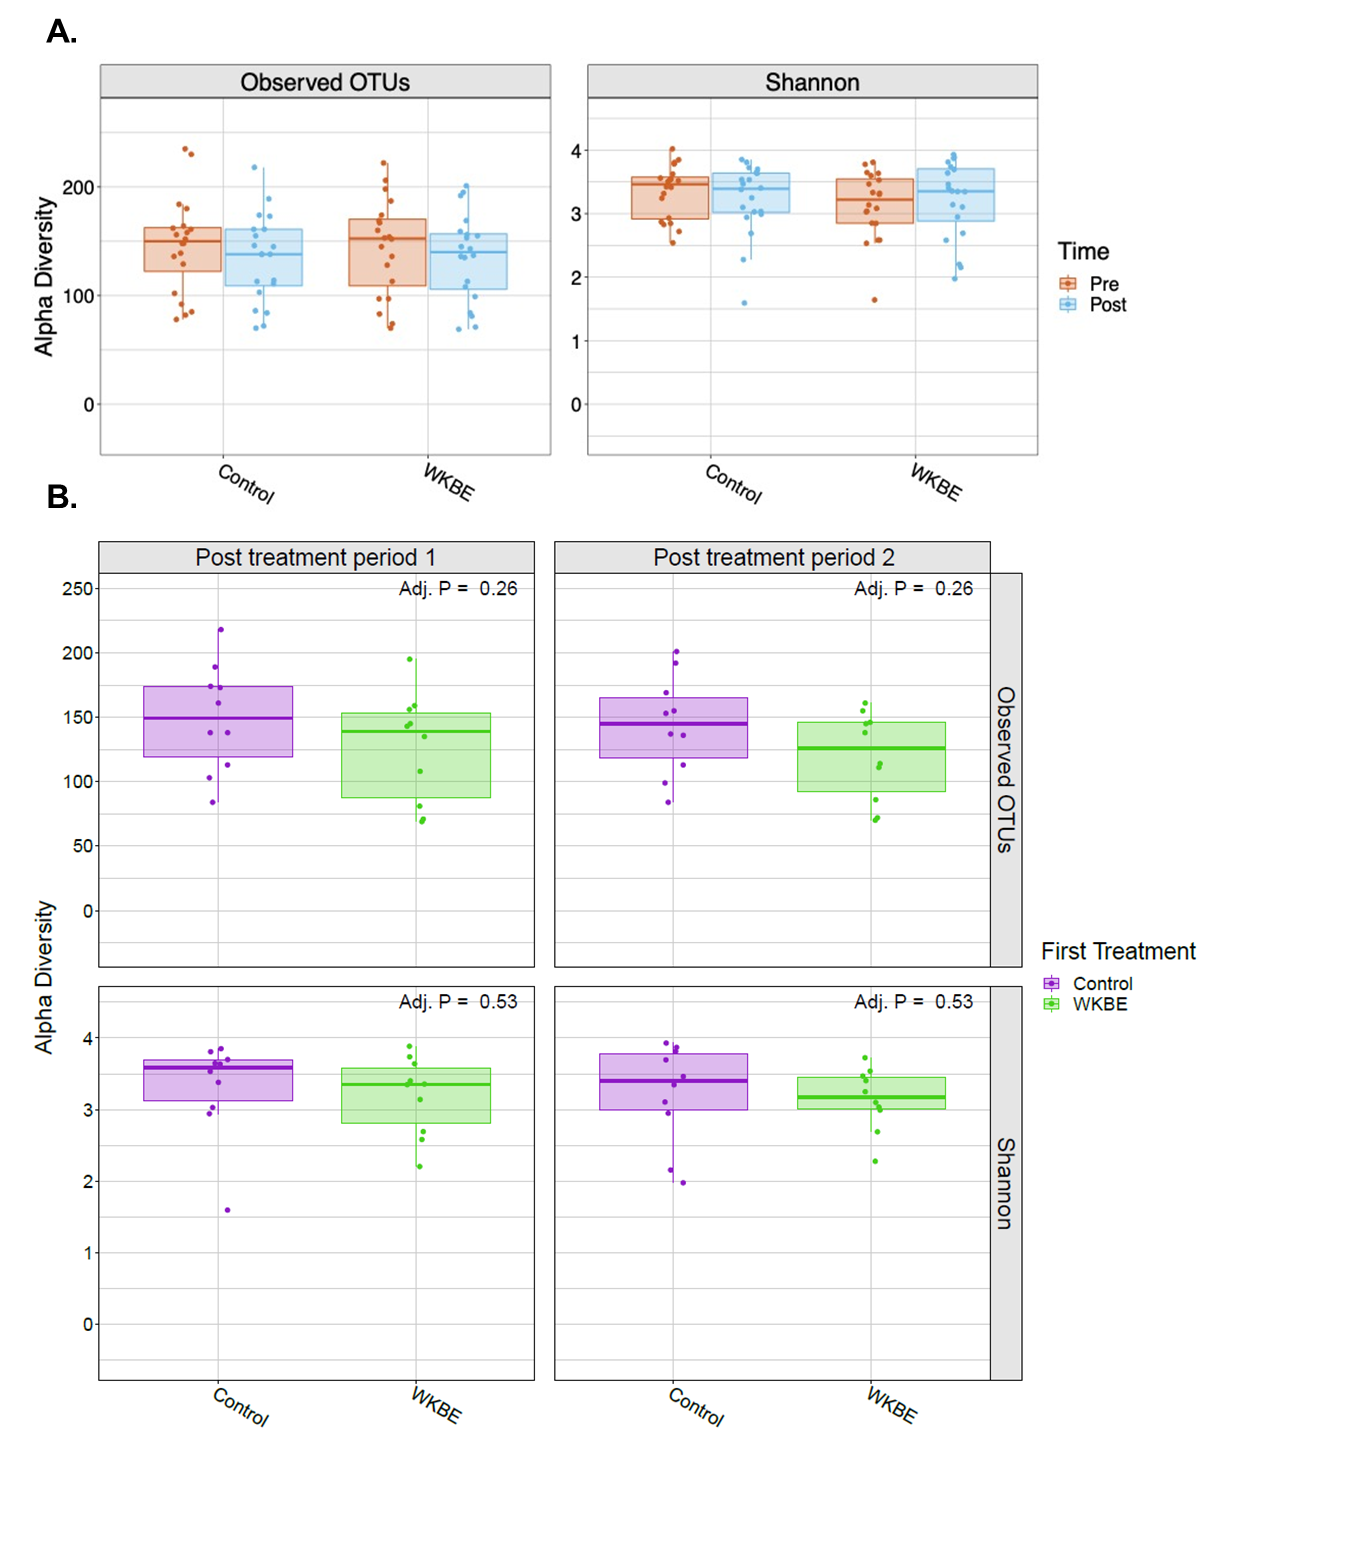 A.
Observed OTUs
Shannon
Alpha Diversity
200
100
0
4
3
2
1
0
Control
WKBE
Control
WKBE
Time
Pre
Post
B.
Post treatment period 1
Post treatment period 2
Adj. P = 0.26
Adj. P = 0.26
250
200
150
100
50
0
Observed OTUs
Alpha Diversity
Adj. P = 0.53
Adj. P = 0.53
4
3
2
1
0
Shannon
Control
WKBE
Control
WKBE
First Treatment
Control
WKBE